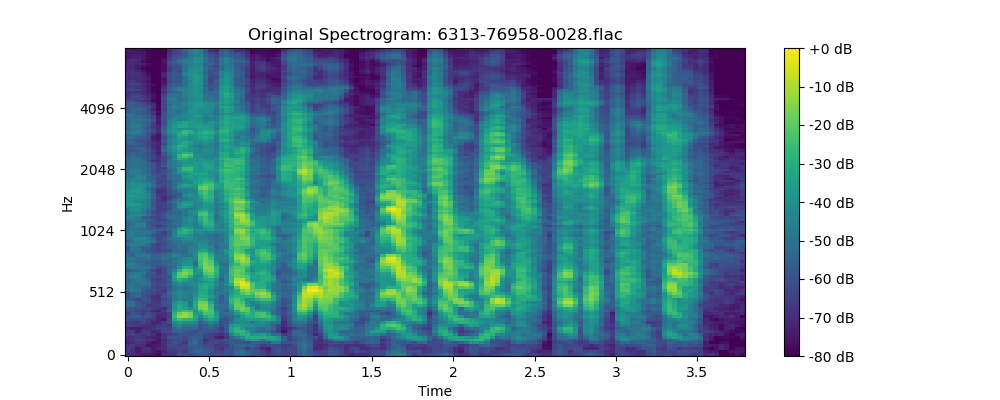 Original Spectrogram: 6313-76958-0028.flac
Hz
4096
2048
1024
512
0
0 0.5 1 1.5 2 2.5 3 3.5
Time
+0 dB
-10 dB
-20 dB
-30 dB
-40 dB
-50 dB
-60 dB
-70 dB
-80 dB